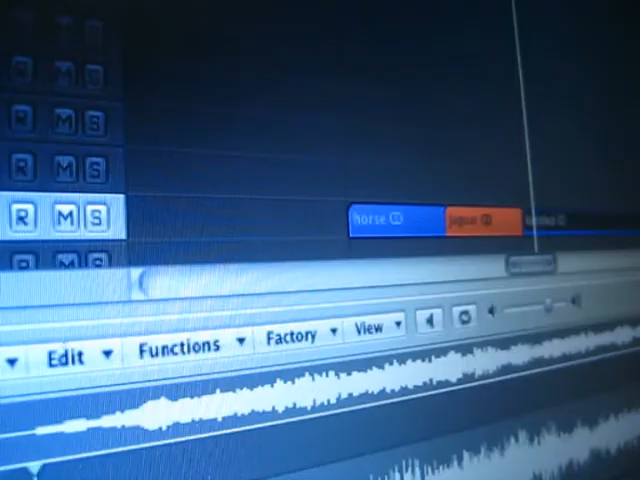 R M S
R M S
R M S
R M S
horse jaguar
R M S
Edit Functions Factory View